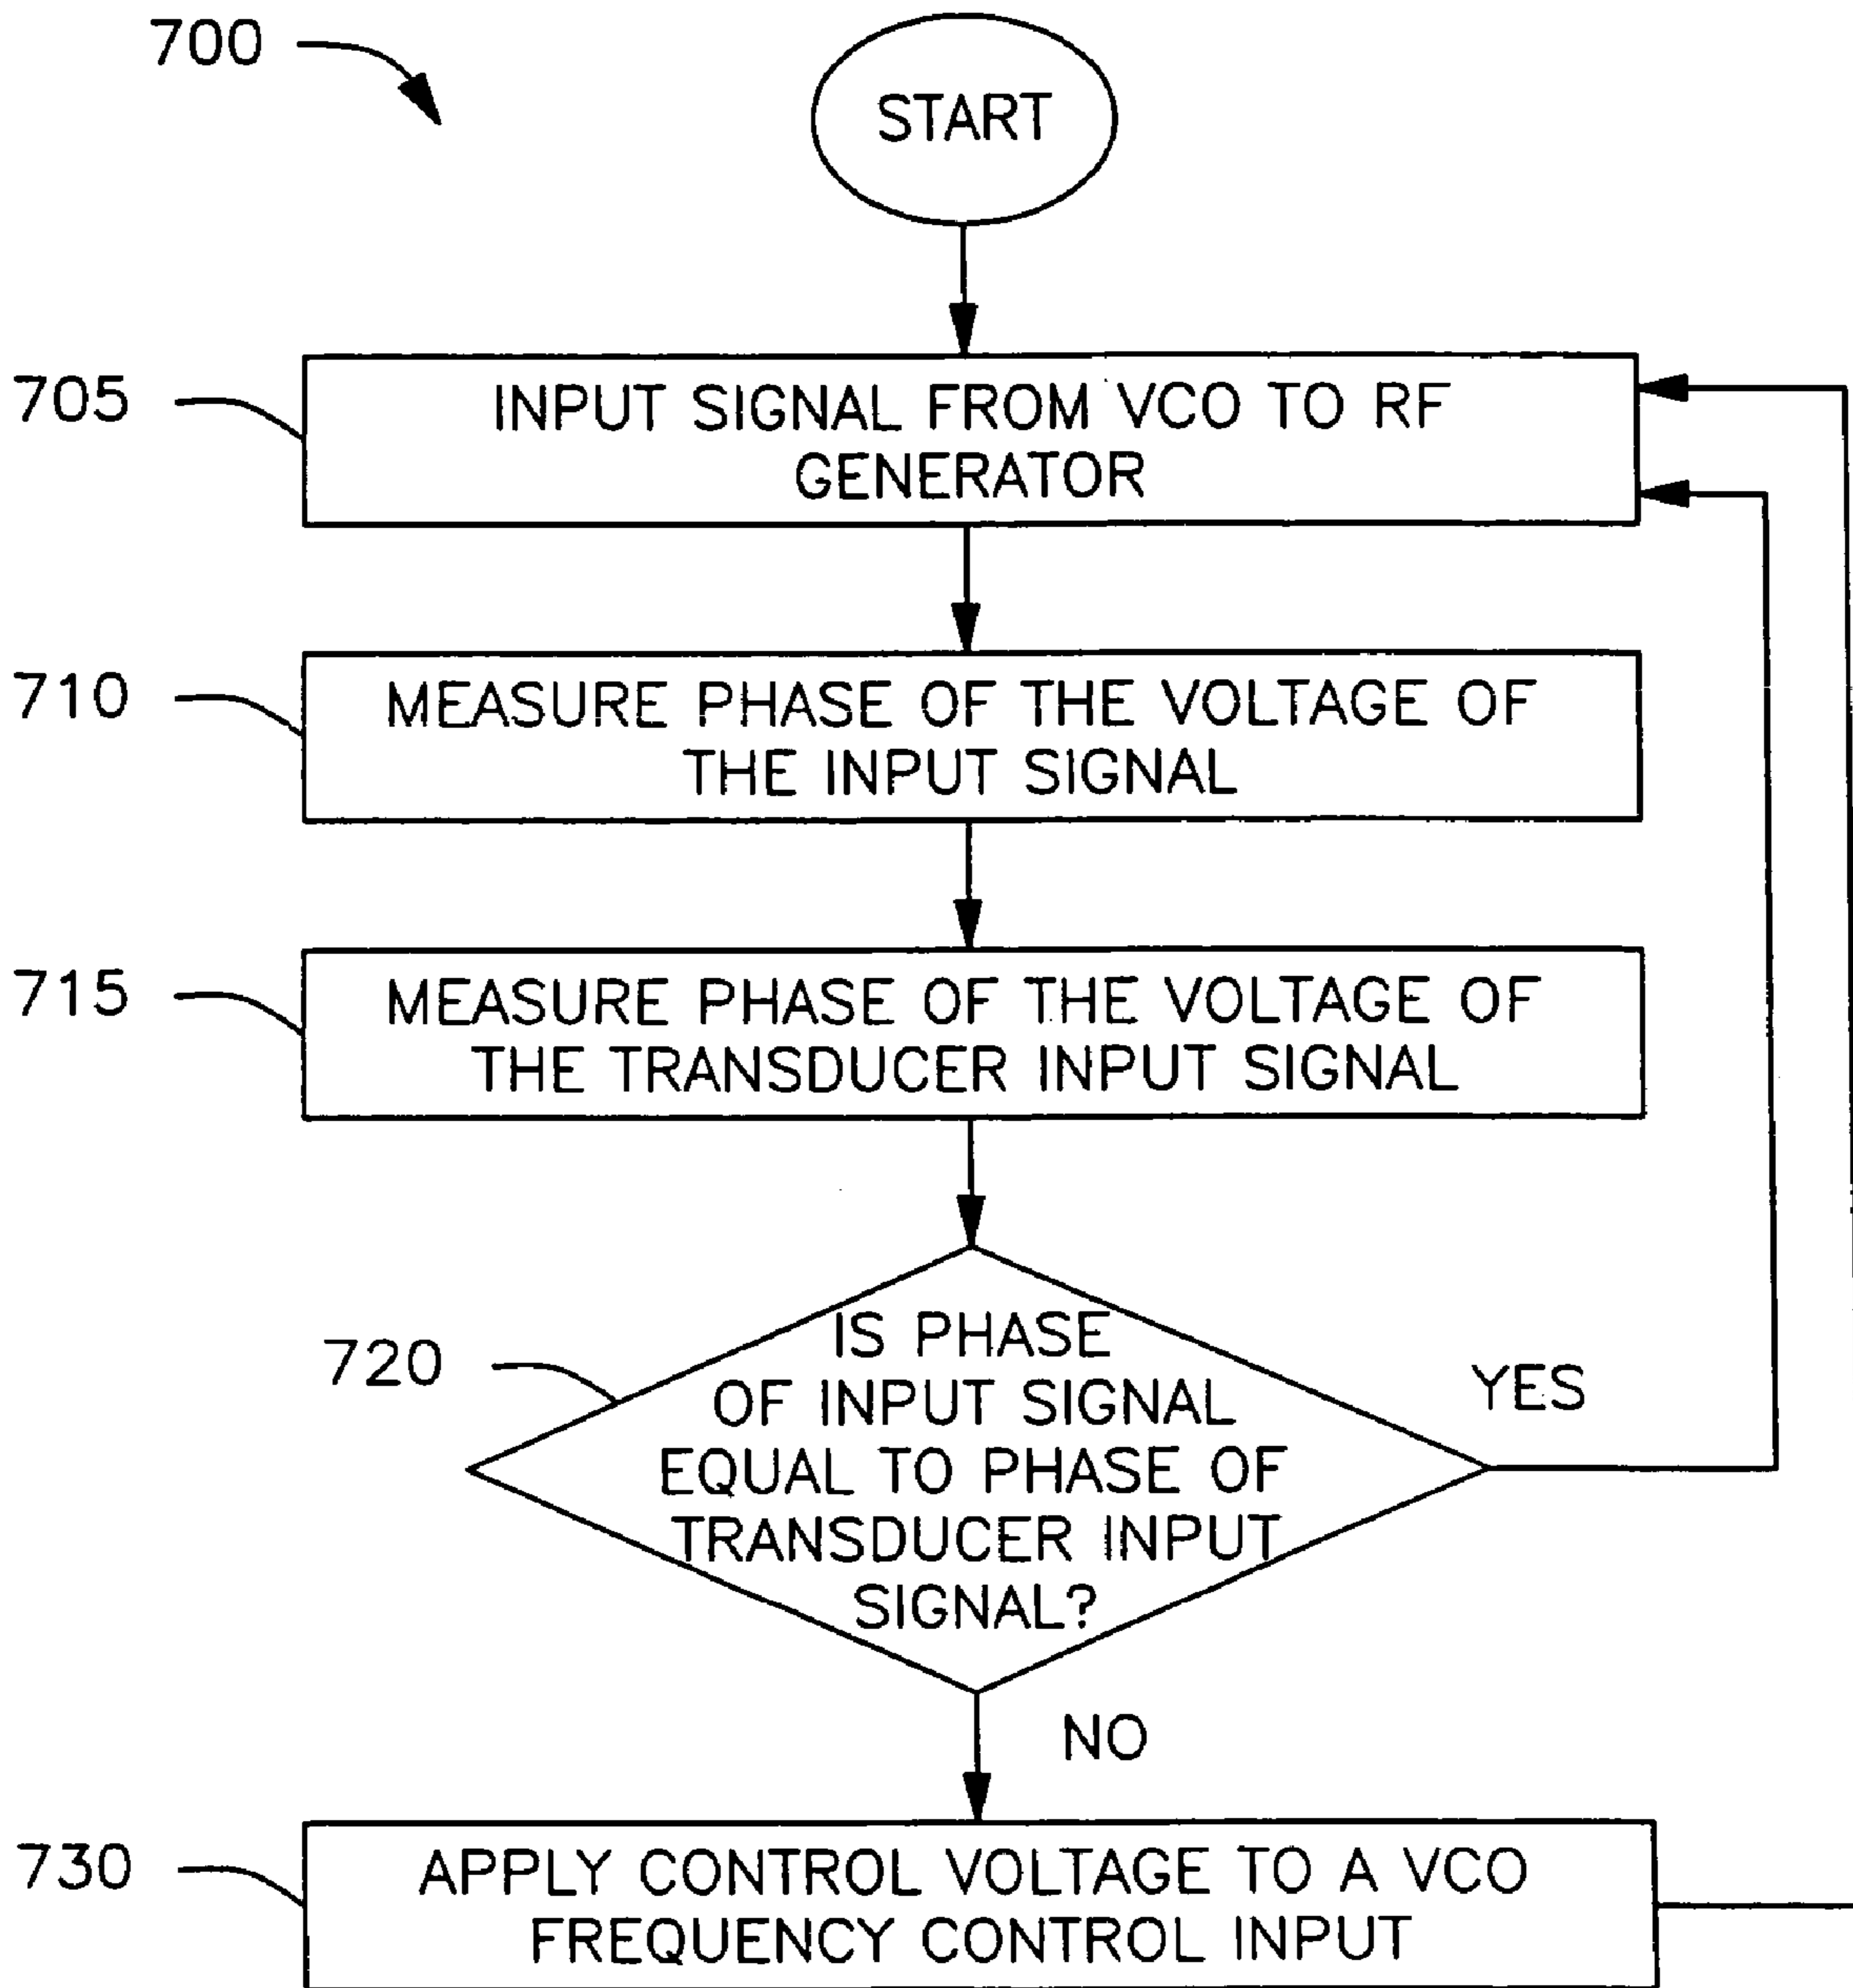 700
START
705
INPUT SIGNAL FROM VCO TO RF
GENERATOR
710
MEASURE PHASE OF THE VOLTAGE OF
THE INPUT SIGNAL
715
MEASURE PHASE OF THE VOLTAGE OF
THE TRANSDUCER INPUT SIGNAL
720
IS PHASE
OF INPUT SIGNAL
EQUAL TO PHASE OF
TRANSDUCER INPUT
SIGNAL?
YES
NO
730
APPLY CONTROL VOLTAGE TO A VCO
FREQUENCY CONTROL INPUT